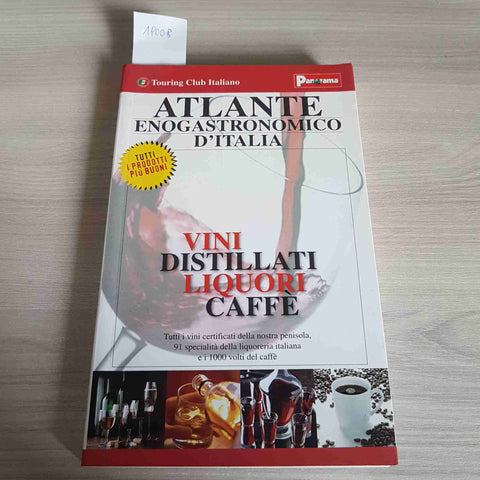 Touring Club Italiano
Panorama
ATLANTE
ENOGASTRONOMICO
D'ITALIA
TUTTI
I PRODOTTI
PIÙ BUONI
VINI
DISTILLATI
LIQUORI
CAFFÈ
Tutti i vini certificati della nostra penisola,
91 specialità della liquoreria italiana
e i 1000 volti del caffè